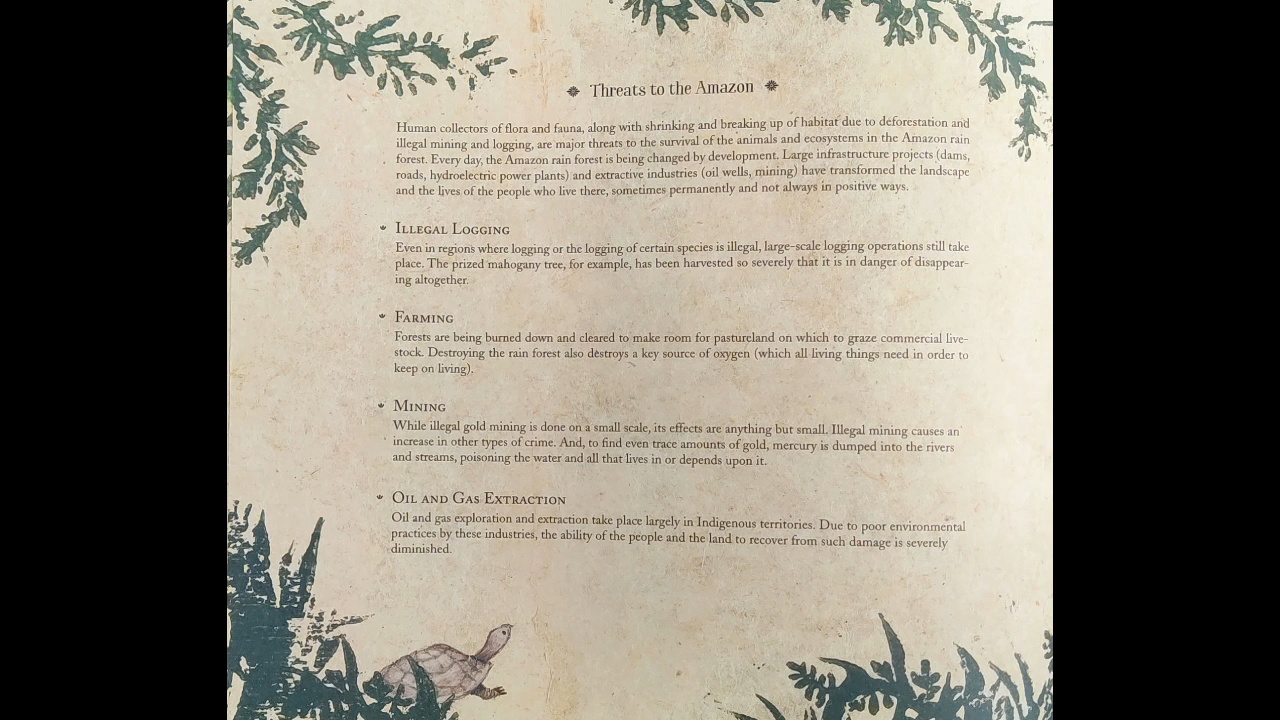 Threats to the Amazon
Human collectors of flora and fauna, along with shrinking and breaking up of habitat due to deforestation and
illegal mining and logging, are major threats to the survival of the animals and ecosystems in the Amazon rain
forest. Every day, the Amazon rain forest is being changed by development. Large infrastructure projects (dams,
roads, hydroelectric power plants) and extractive industries (oil wells, mining) have transformed the landscape
and the lives of the people who live there, sometimes permanently and not always in positive ways.
Illegal Logging
Even in regions where logging or the logging of certain species is illegal, large-scale logging operations still take
place. The prized mahogany tree, for example, has been harvested so severely that it is in danger of disappear-
ing altogether.
Farming
Forests are being burned down and cleared to make room for pastureland on which to graze commercial live-
stock. Destroying the rain forest also destroys a key source of oxygen (which all living things need in order to
keep on living).
Mining
While illegal gold mining is done on a small scale, its effects are anything but small. Illegal mining causes an
increase in other types of crime. And, to find even trace amounts of gold, mercury is dumped into the rivers
and streams, poisoning the water and all that lives in or depends upon it.
Oil and Gas Extraction
Oil and gas exploration and extraction take place largely in Indigenous territories. Due to poor environmental
practices by these industries, the ability of the people and the land to recover from such damage is severely
diminished.